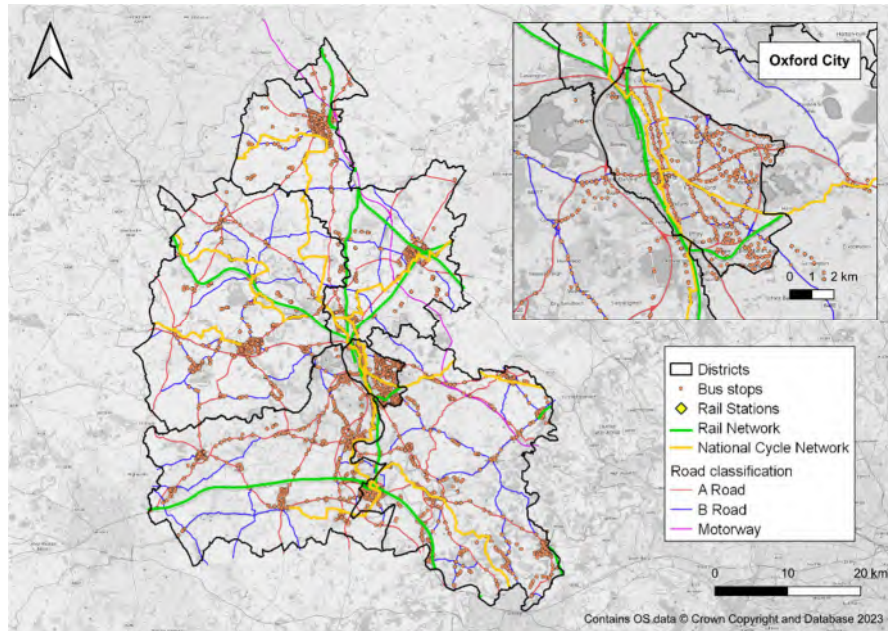 Oxford City
0 1 2 km
Districts
Bus stops
Rail Stations
Rail Network
National Cycle Network
Road classification
A Road
B Road
Motorway
0 10 20 km
Contains OS data © Crown Copyright and Database 2023